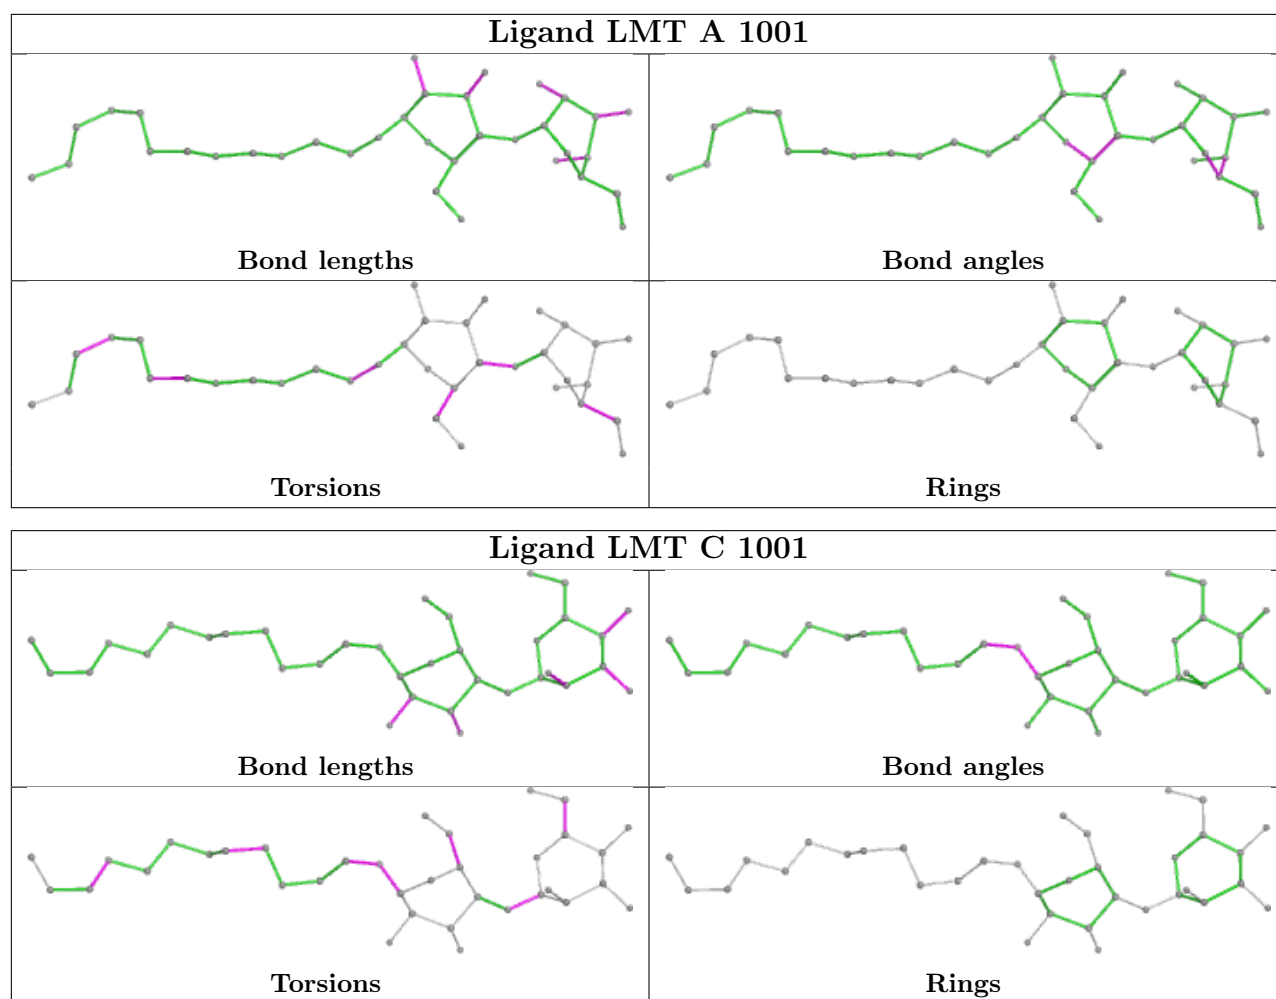 Ligand LMT A 1001
Bond lengths
Bond angles
Torsions
Rings
Ligand LMT C 1001
Bond lengths
Bond angles
Torsions
Rings